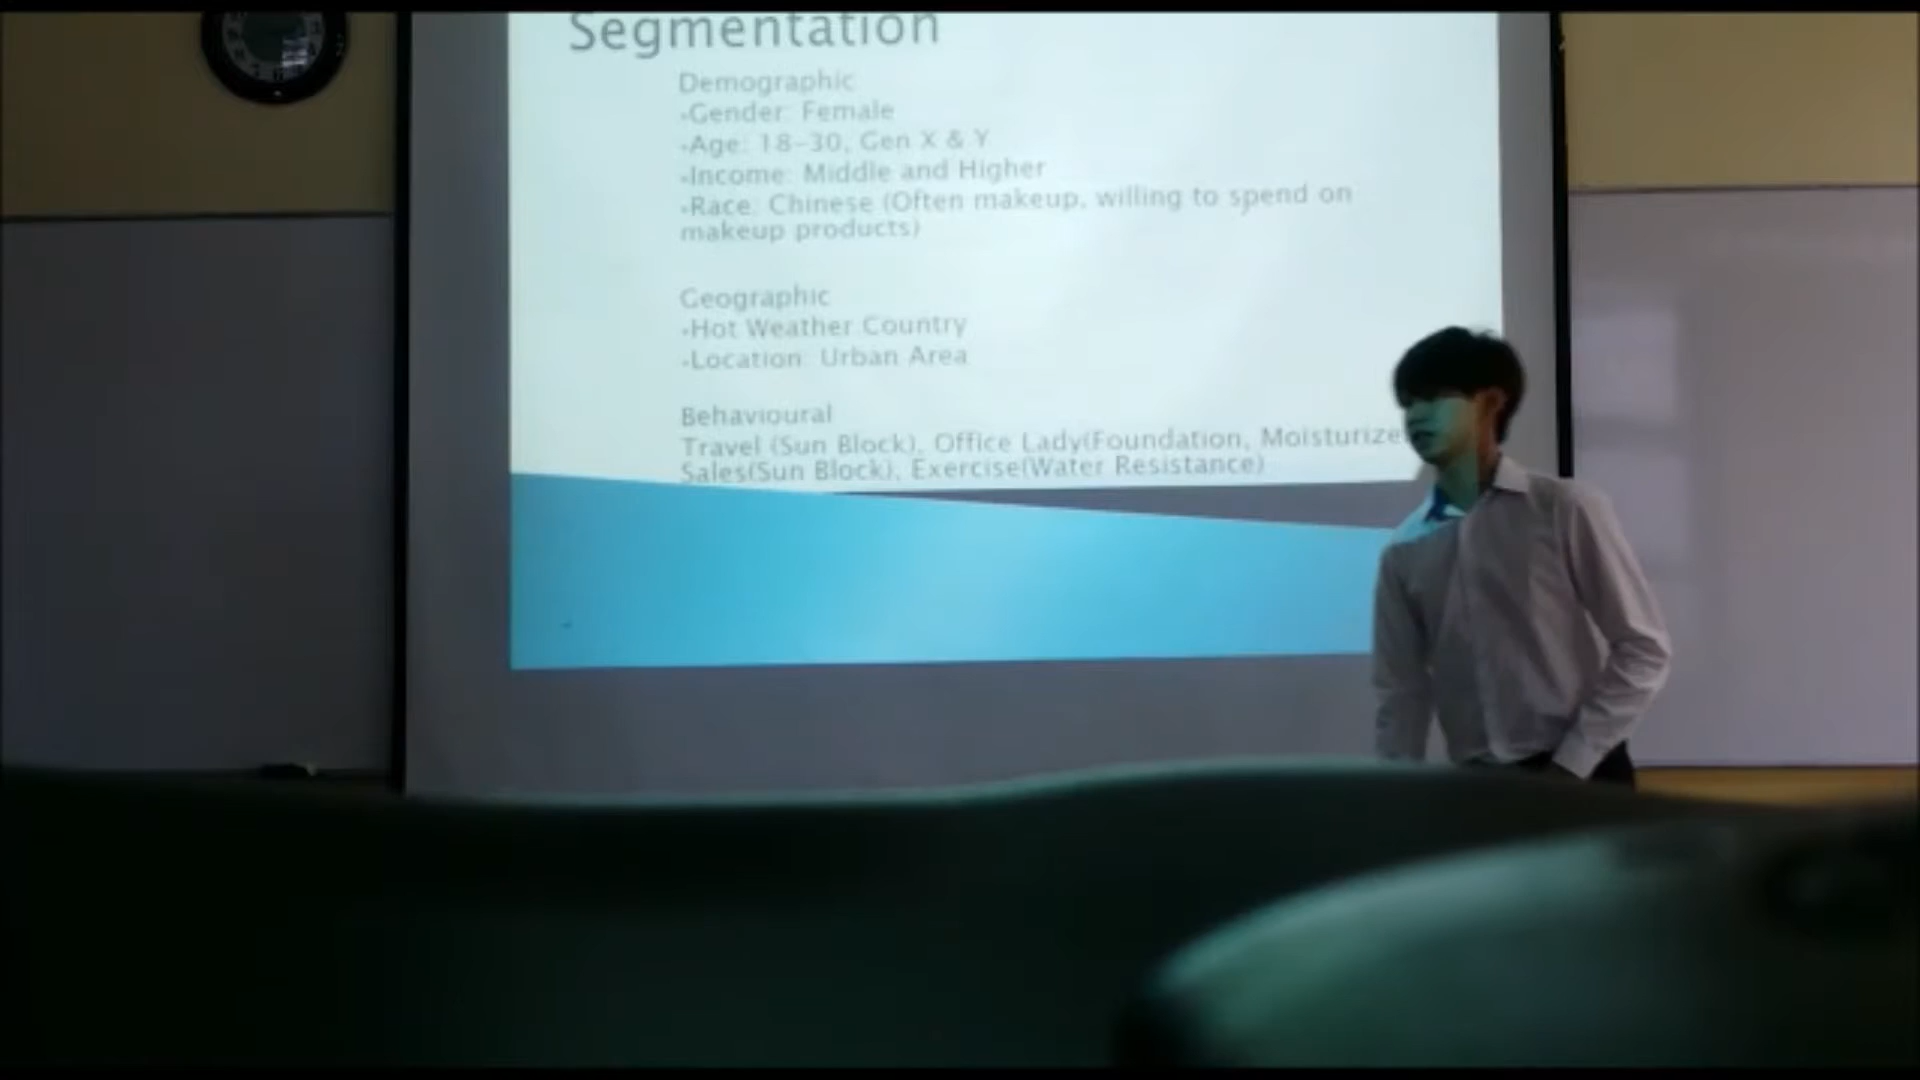 Segmentation
Demographic
-Gender: Female
-Age: 18-30, Gen X & Y
-Income: Middle and Higher
-Race: Chinese (Often makeup, willing to spend on
makeup products)
Geographic
-Hot Weather Country
-Location: Urban Area
Behavioural
Travel (Sun Block), Office Lady(Foundation, Moisturize
Sales(Sun Block), Exercise(Water Resistance)